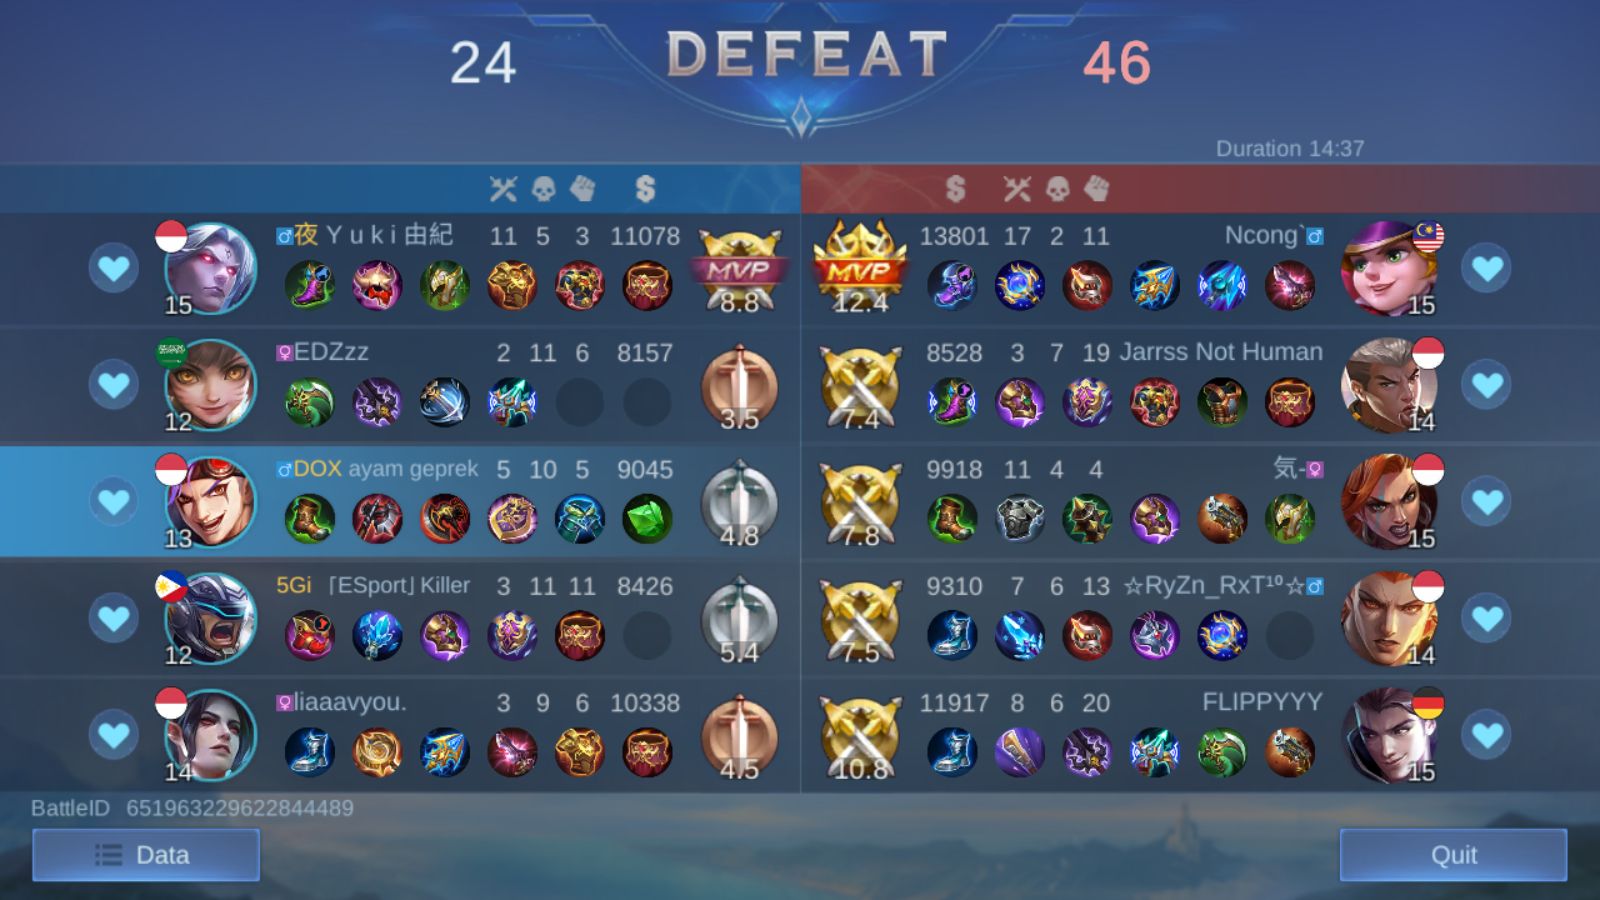 24 DEFEAT 46
Duration 14:37
夜 Yuki 由紀 11 5 3 11078 MVP 8.8
15
MVP 12.4 13801 17 2 11 Ncong`
15
EDZzz 2 11 6 8157 3.5
12
7.4 8528 3 7 19 Jarrss Not Human
14
DOX ayam geprek 5 10 5 9045 4.8
13
7.8 9918 11 4 4 気-
15
5Gi ｢ESport｣ Killer 3 11 11 8426 5.4
12
7.5 9310 7 6 13 ☆RyZn_RxT¹⁰☆
14
liaaavyou. 3 9 6 10338 4.5
14
10.8 11917 8 6 20 FLIPPYYY
15
BattleID 651963229622844489
Data
Quit